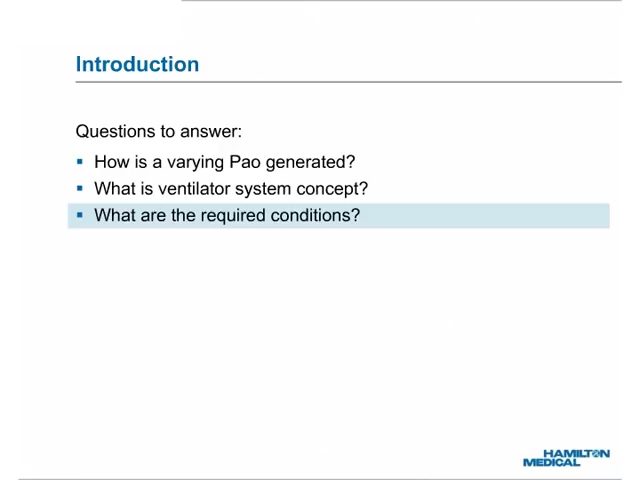 Introduction
Questions to answer:
▪ How is a varying Pao generated?
▪ What is ventilator system concept?
▪ What are the required conditions?
HAMILTON
MEDICAL